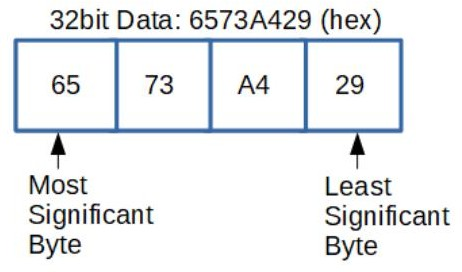 32bit Data: 6573A429 (hex)
65 73 A4 29
Most
Significant
Byte
Least
Significant
Byte